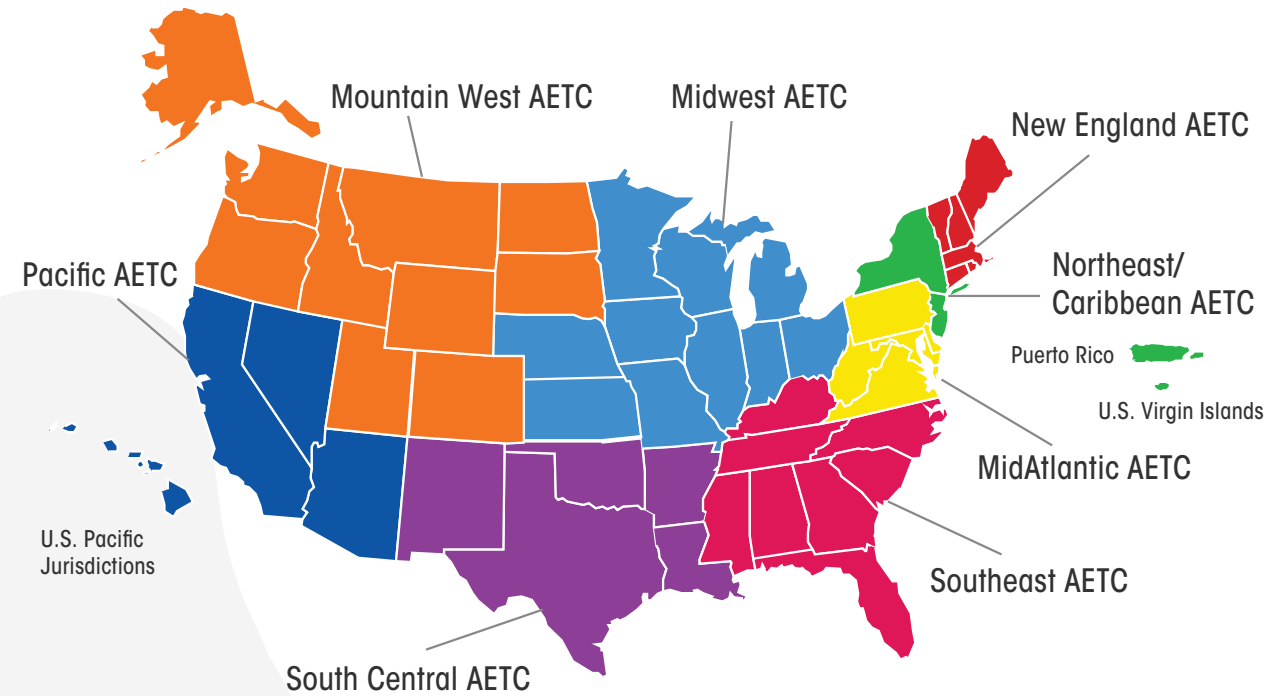 Mountain West AETC
Midwest AETC
New England AETC
Pacific AETC
Northeast/
Caribbean AETC
Puerto Rico
U.S. Virgin Islands
MidAtlantic AETC
U.S. Pacific
Jurisdictions
Southeast AETC
South Central AETC